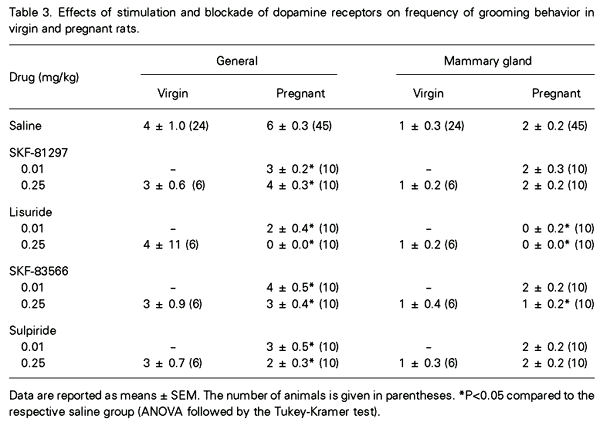 Table 3. Effects of stimulation and blockade of dopamine receptors on frequency of grooming behavior in
virgin and pregnant rats.
Drug (mg/kg) General Mammary gland
Virgin Pregnant Virgin Pregnant
Saline 4 ± 1.0 (24) 6 ± 0.3 (45) 1 ± 0.3 (24) 2 ± 0.2 (45)
SKF-81297
0.01 – 3 ± 0.2* (10) – 2 ± 0.3 (10)
0.25 3 ± 0.6 (6) 4 ± 0.3* (10) 1 ± 0.2 (6) 2 ± 0.2 (10)
Lisuride
0.01 – 2 ± 0.4* (10) – 0 ± 0.2* (10)
0.25 4 ± 11 (6) 0 ± 0.0* (10) 1 ± 0.2 (6) 0 ± 0.0* (10)
SKF-83566
0.01 – 4 ± 0.5* (10) – 2 ± 0.2 (10)
0.25 3 ± 0.9 (6) 3 ± 0.4* (10) 1 ± 0.4 (6) 1 ± 0.2* (10)
Sulpiride
0.01 – 3 ± 0.5* (10) – 2 ± 0.2 (10)
0.25 3 ± 0.7 (6) 2 ± 0.3* (10) 1 ± 0.3 (6) 2 ± 0.2 (10)
Data are reported as means ± SEM. The number of animals is given in parentheses. *P<0.05 compared to the
respective saline group (ANOVA followed by the Tukey-Kramer test).